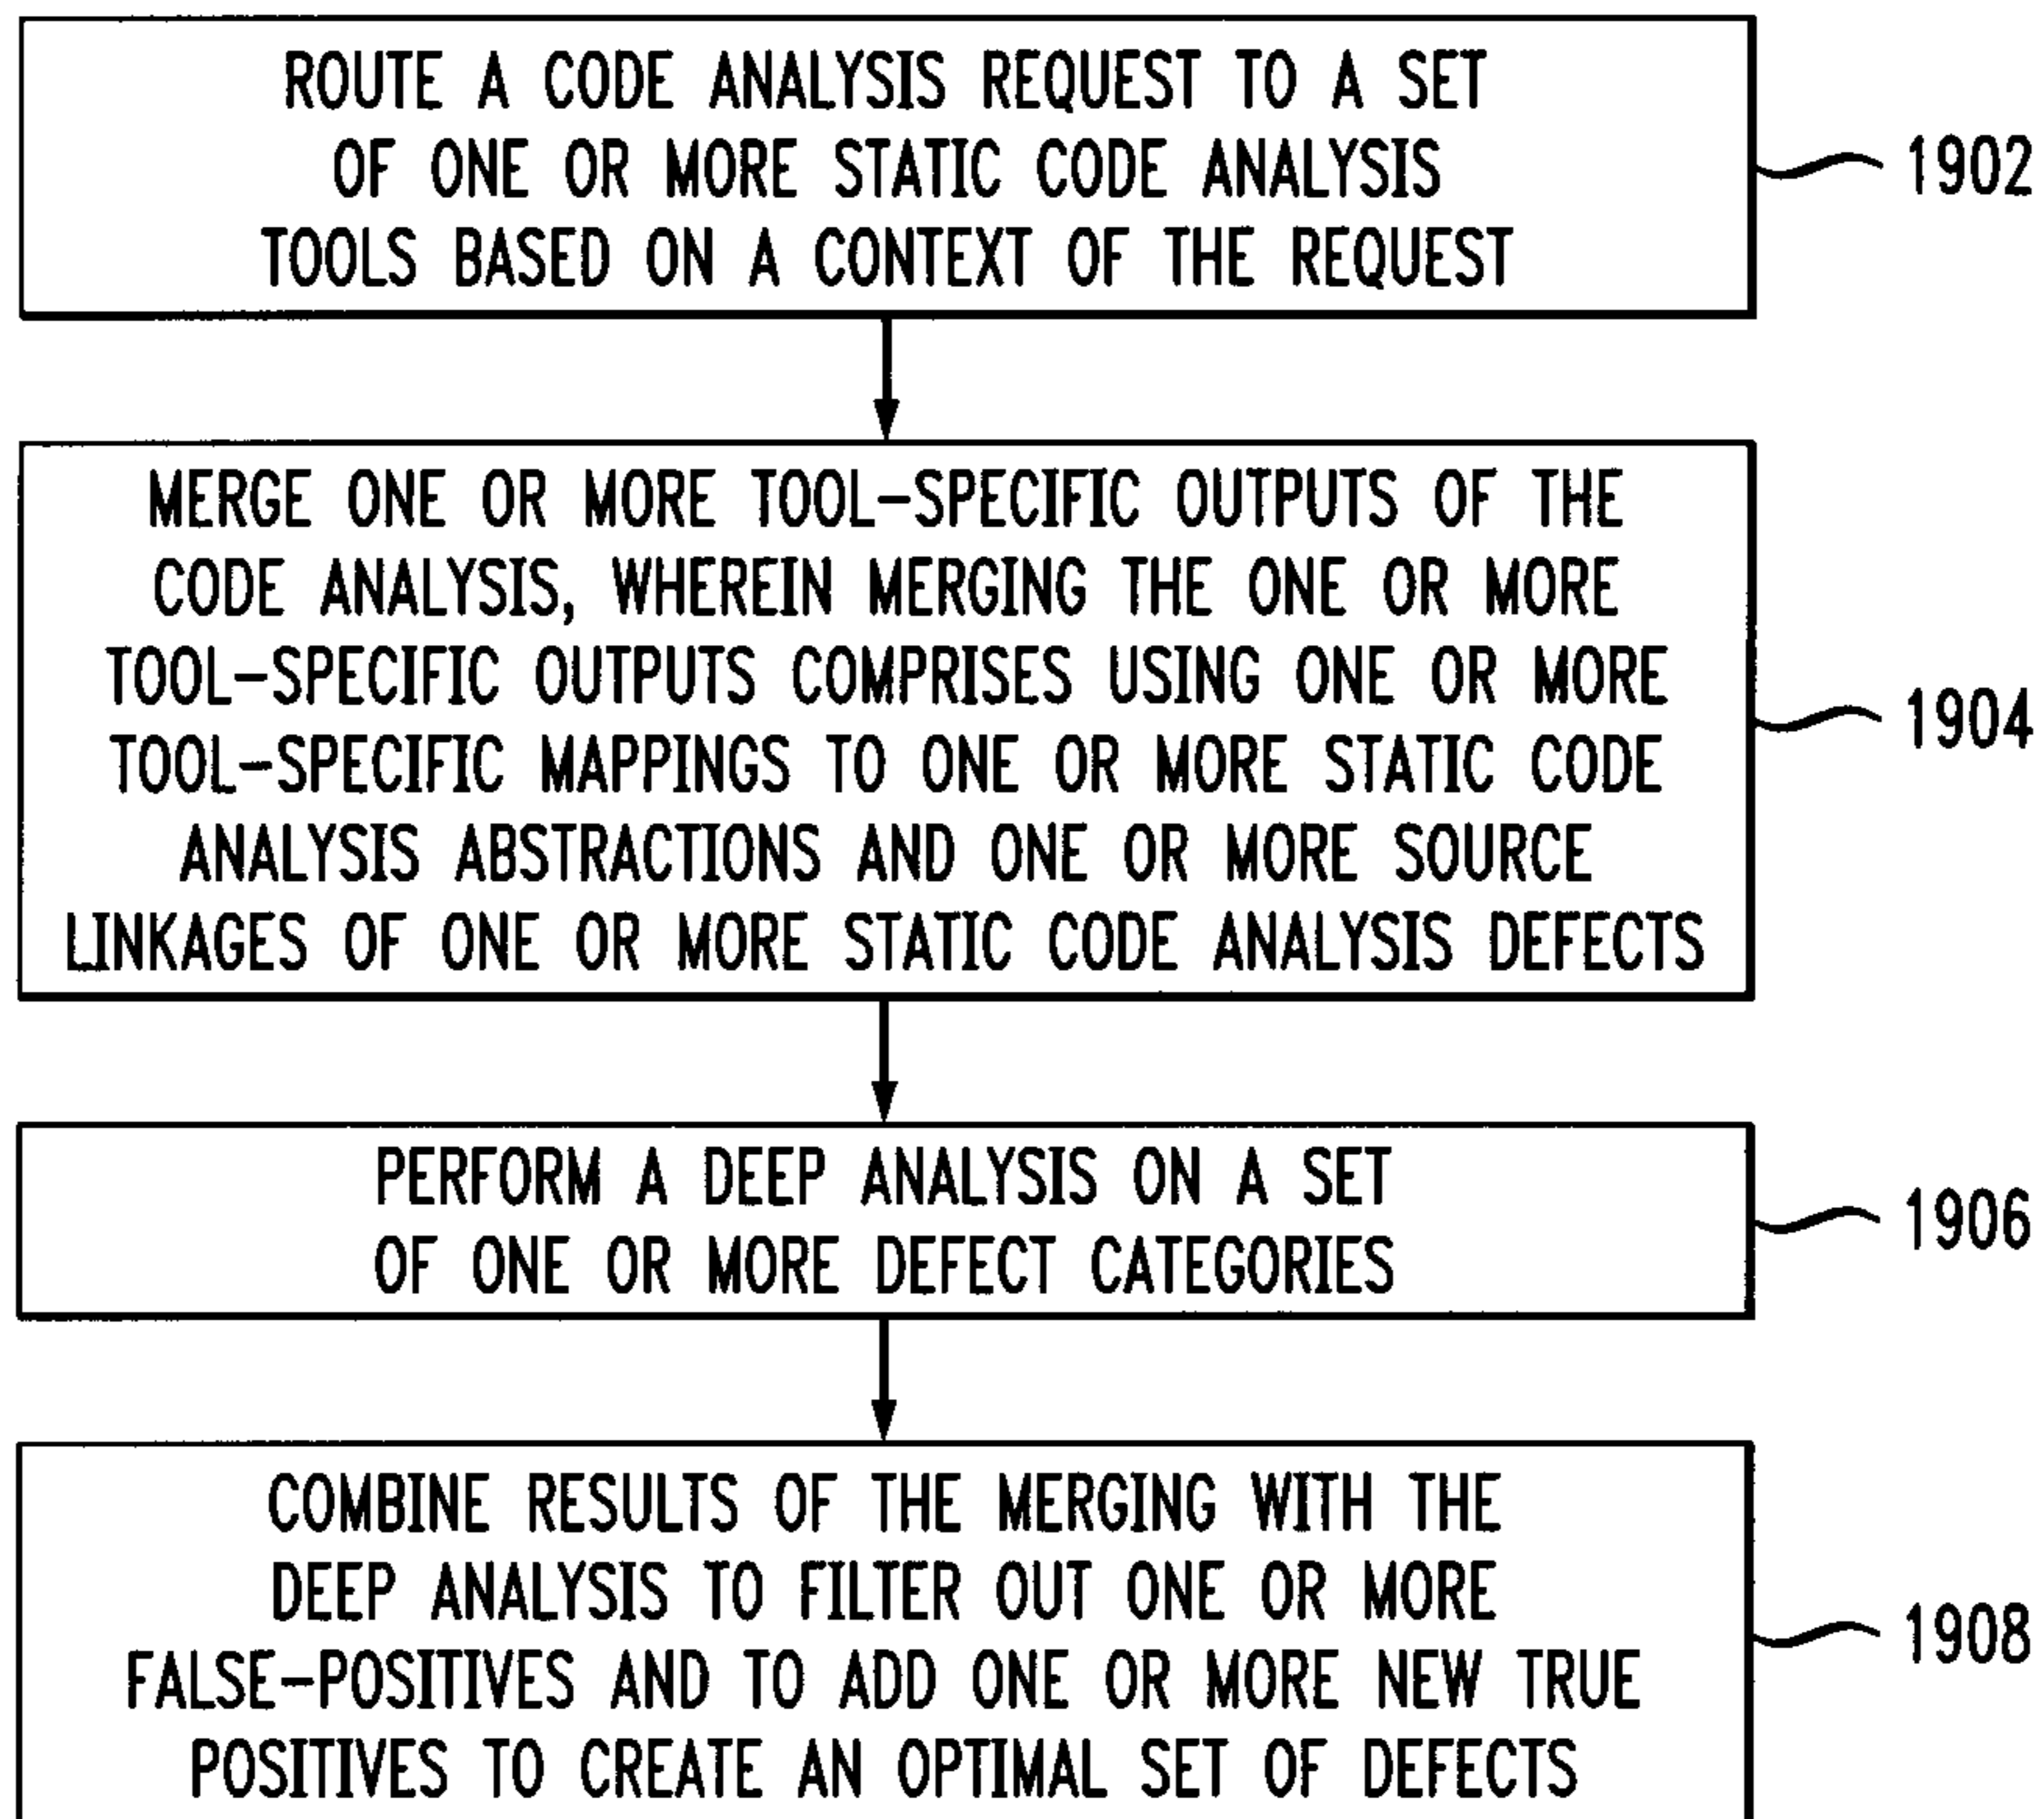 ROUTE A CODE ANALYSIS REQUEST TO A SET
OF ONE OR MORE STATIC CODE ANALYSIS
TOOLS BASED ON A CONTEXT OF THE REQUEST
1902
MERGE ONE OR MORE TOOL-SPECIFIC OUTPUTS OF THE
CODE ANALYSIS, WHEREIN MERGING THE ONE OR MORE
TOOL-SPECIFIC OUTPUTS COMPRISES USING ONE OR MORE
TOOL-SPECIFIC MAPPINGS TO ONE OR MORE STATIC CODE
ANALYSIS ABSTRACTIONS AND ONE OR MORE SOURCE
LINKAGES OF ONE OR MORE STATIC CODE ANALYSIS DEFECTS
1904
PERFORM A DEEP ANALYSIS ON A SET
OF ONE OR MORE DEFECT CATEGORIES
1906
COMBINE RESULTS OF THE MERGING WITH THE
DEEP ANALYSIS TO FILTER OUT ONE OR MORE
FALSE-POSITIVES AND TO ADD ONE OR MORE NEW TRUE
POSITIVES TO CREATE AN OPTIMAL SET OF DEFECTS
1908